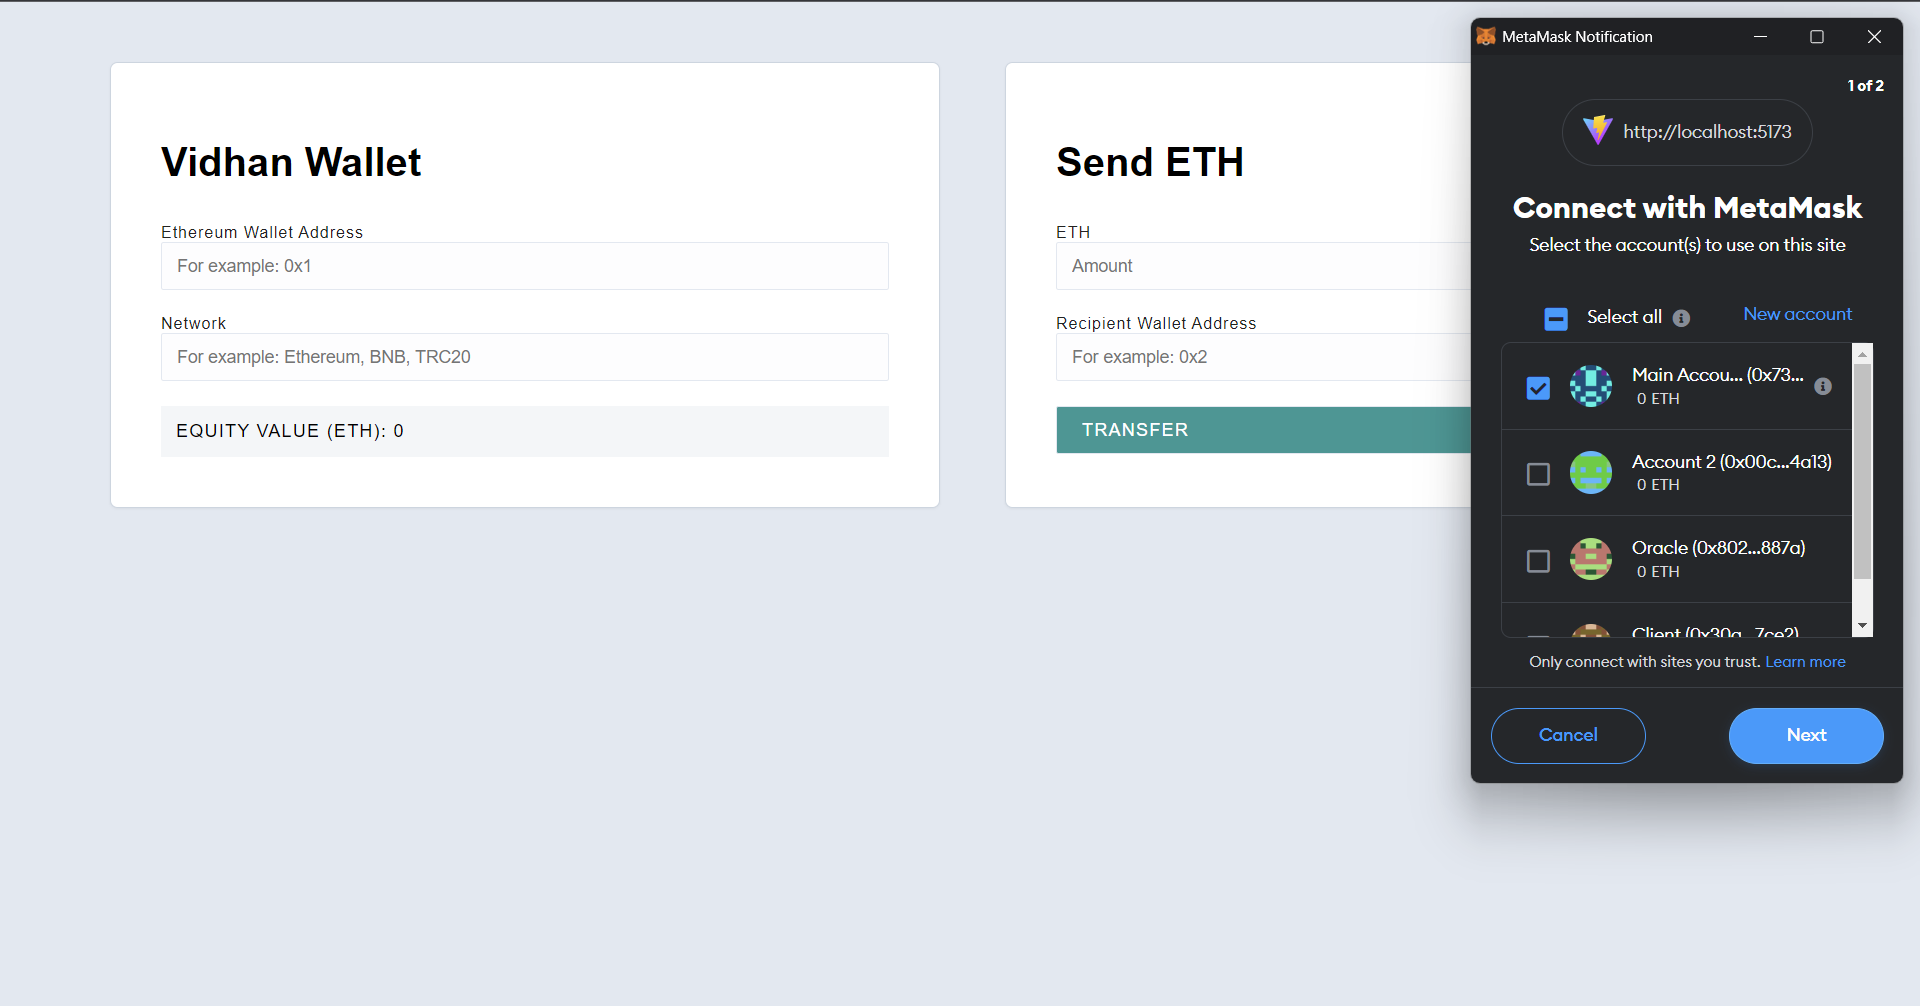 Vidhan Wallet
Ethereum Wallet Address
For example: 0x1
Network
For example: Ethereum, BNB, TRC20
EQUITY VALUE (ETH): 0
Send ETH
ETH
Amount
Recipient Wallet Address
For example: 0x2
TRANSFER
MetaMask Notification
1 of 2
http://localhost:5173
Connect with MetaMask
Select the account(s) to use on this site
Select all
New account
Main Accou... (0x73...
0 ETH
Account 2 (0x00c...4a13)
0 ETH
Oracle (0x802...887a)
0 ETH
Client (0x30a...7ce2)
Only connect with sites you trust. Learn more
Cancel
Next